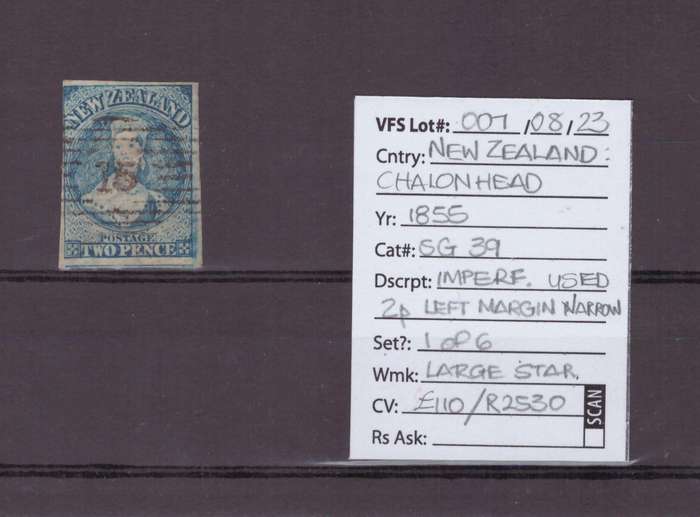 NEW ZEALAND
15
POSTAGE
TWO PENCE
VFS Lot#: 007/08/23
Cntry: NEW ZEALAND:
CHALON HEAD
Yr: 1855
Cat#: SG 39
Dscrpt: IMPERF. USED
2p LEFT MARGIN NARROW
Set?: 1 of 6
Wmk: LARGE STAR.
CV: £110/R2530
SCAN
Rs Ask: